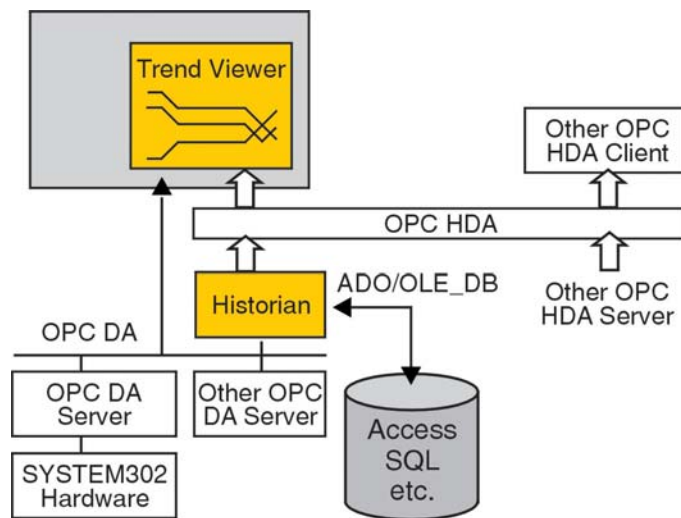 Trend Viewer
Other OPC
HDA Client
OPC HDA
Historian
ADO/OLE_DB
Other OPC
HDA Server
OPC DA
OPC DA
Server
Other OPC
DA Server
Access
SQL
etc.
SYSTEM302
Hardware